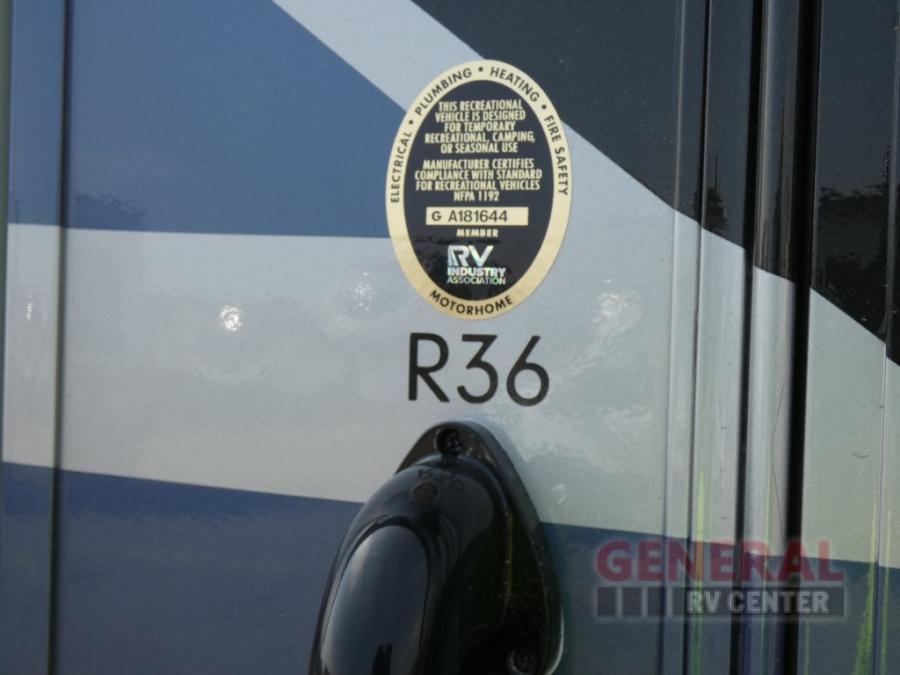 ELECTRICAL • PLUMBING • HEATING • FIRE SAFETY
THIS RECREATIONAL
VEHICLE IS DESIGNED
FOR TEMPORARY
RECREATIONAL, CAMPING,
OR SEASONAL USE
MANUFACTURER CERTIFIES
COMPLIANCE WITH STANDARD
FOR RECREATIONAL VEHICLES
NFPA 1192
G A181644
MEMBER
RV
INDUSTRY
ASSOCIATION
MOTORHOME
R36
GENERAL
RV CENTER